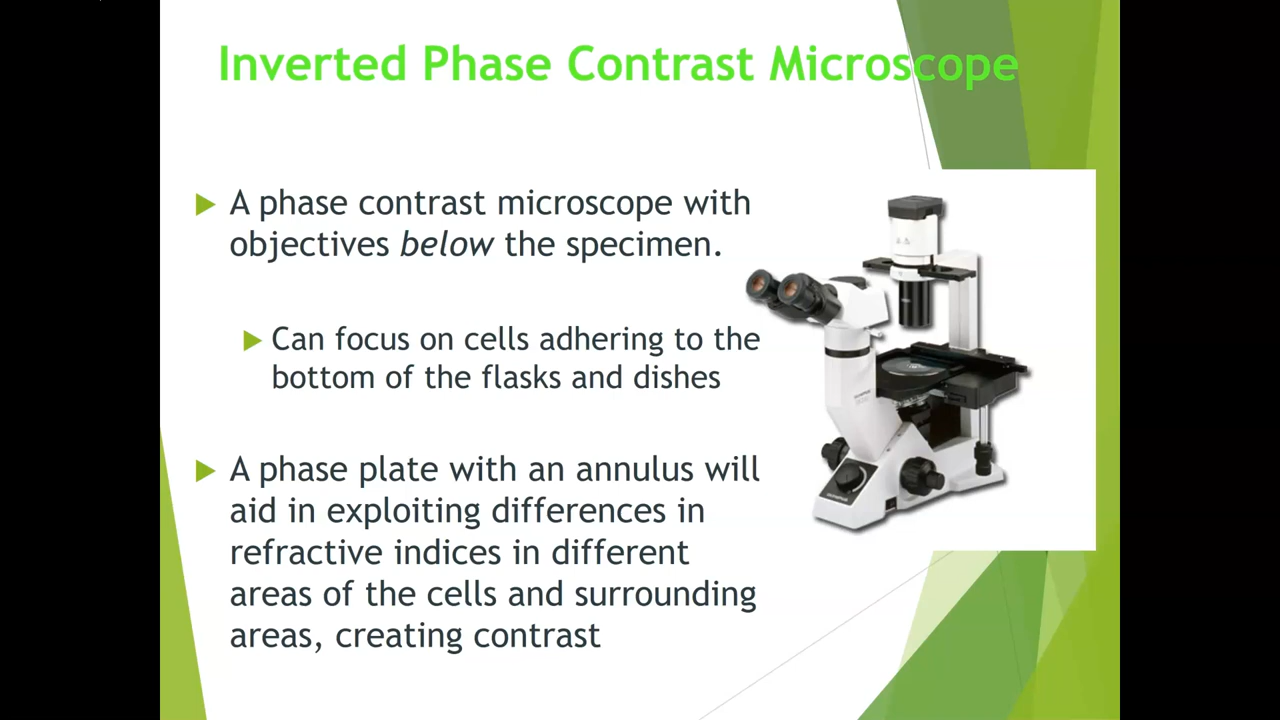 Inverted Phase Contrast Microscope
A phase contrast microscope with
objectives below the specimen.
Can focus on cells adhering to the
bottom of the flasks and dishes
A phase plate with an annulus will
aid in exploiting differences in
refractive indices in different
areas of the cells and surrounding
areas, creating contrast